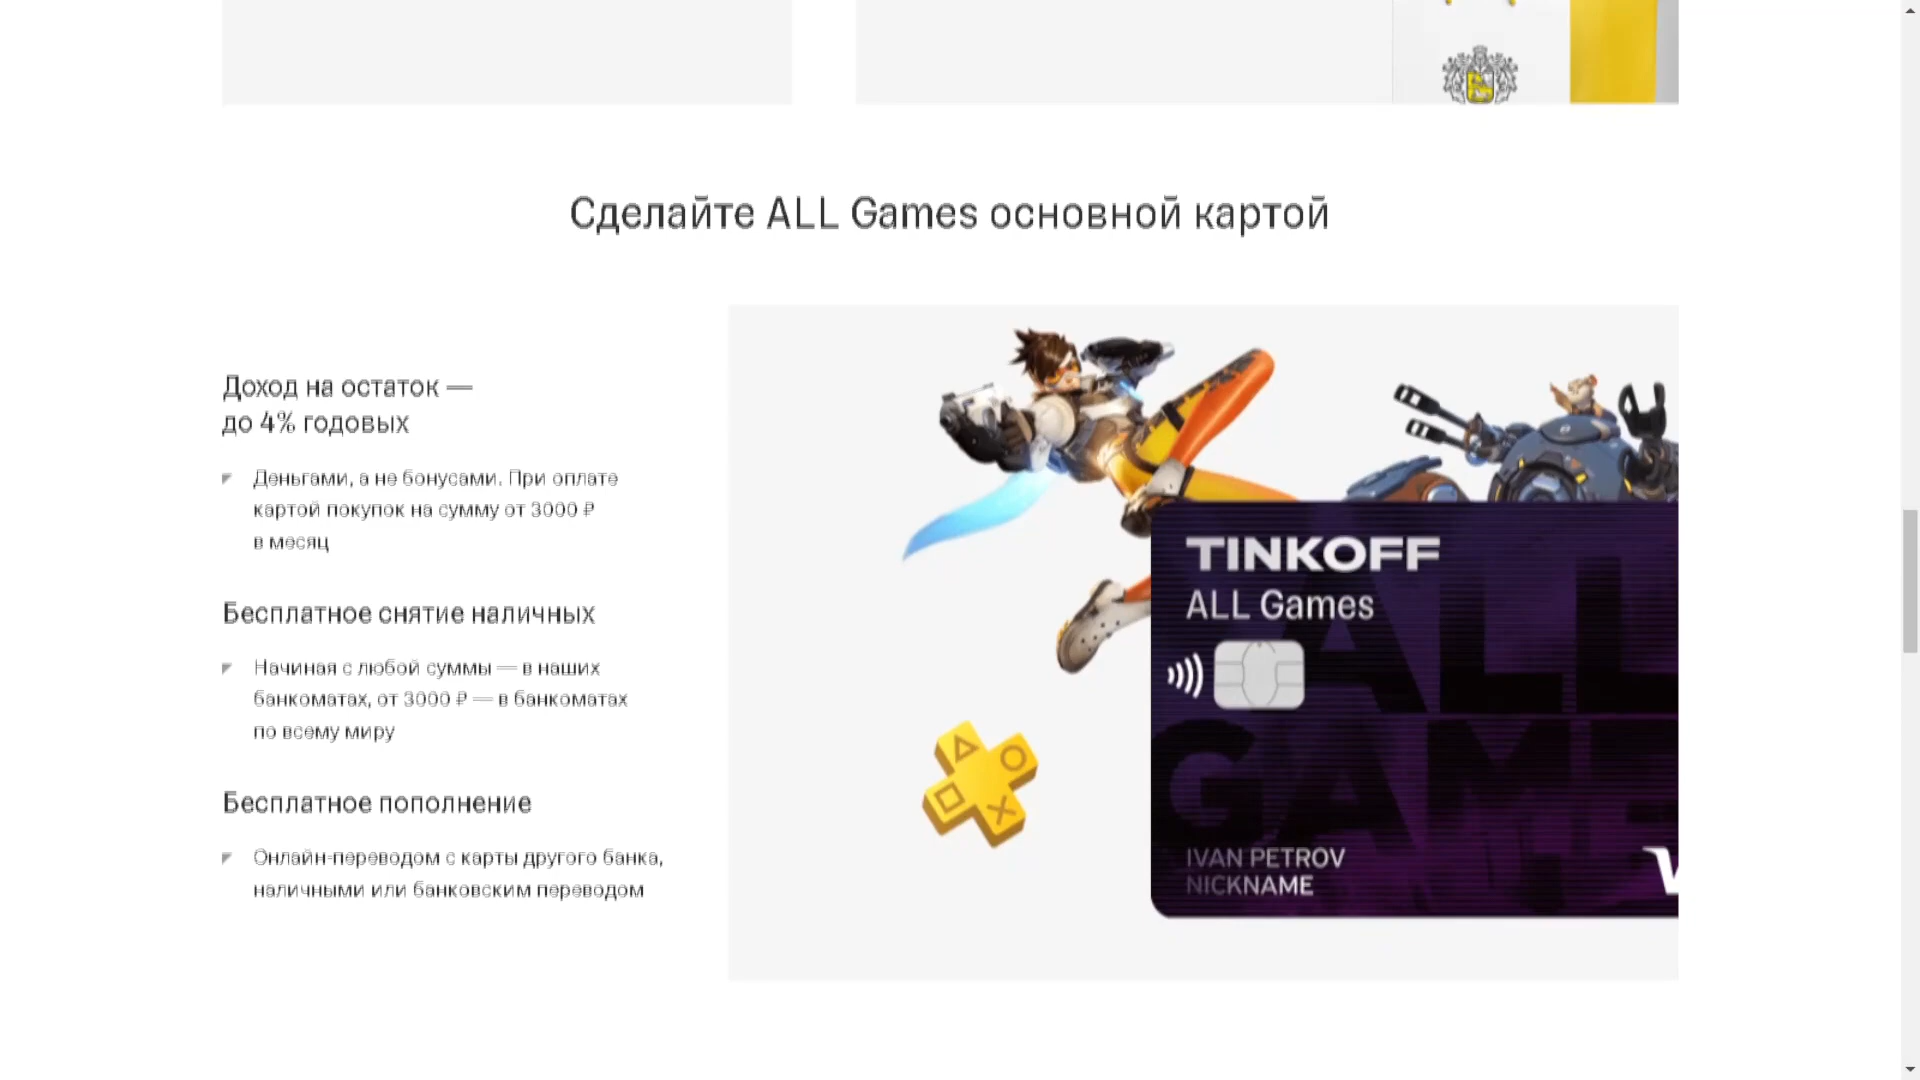 Сделайте ALL Games основной картой
Доход на остаток —
до 4% годовых
Деньгами, а не бонусами. При оплате
картой покупок на сумму от 3000 ₽
в месяц
Бесплатное снятие наличных
Начиная с любой суммы — в наших
банкоматах, от 3000 ₽ — в банкоматах
по всему миру
Бесплатное пополнение
Онлайн-переводом с карты другого банка,
наличными или банковским переводом
TINKOFF
ALL Games
ALL
GAME
IVAN PETROV
NICKNAME
V